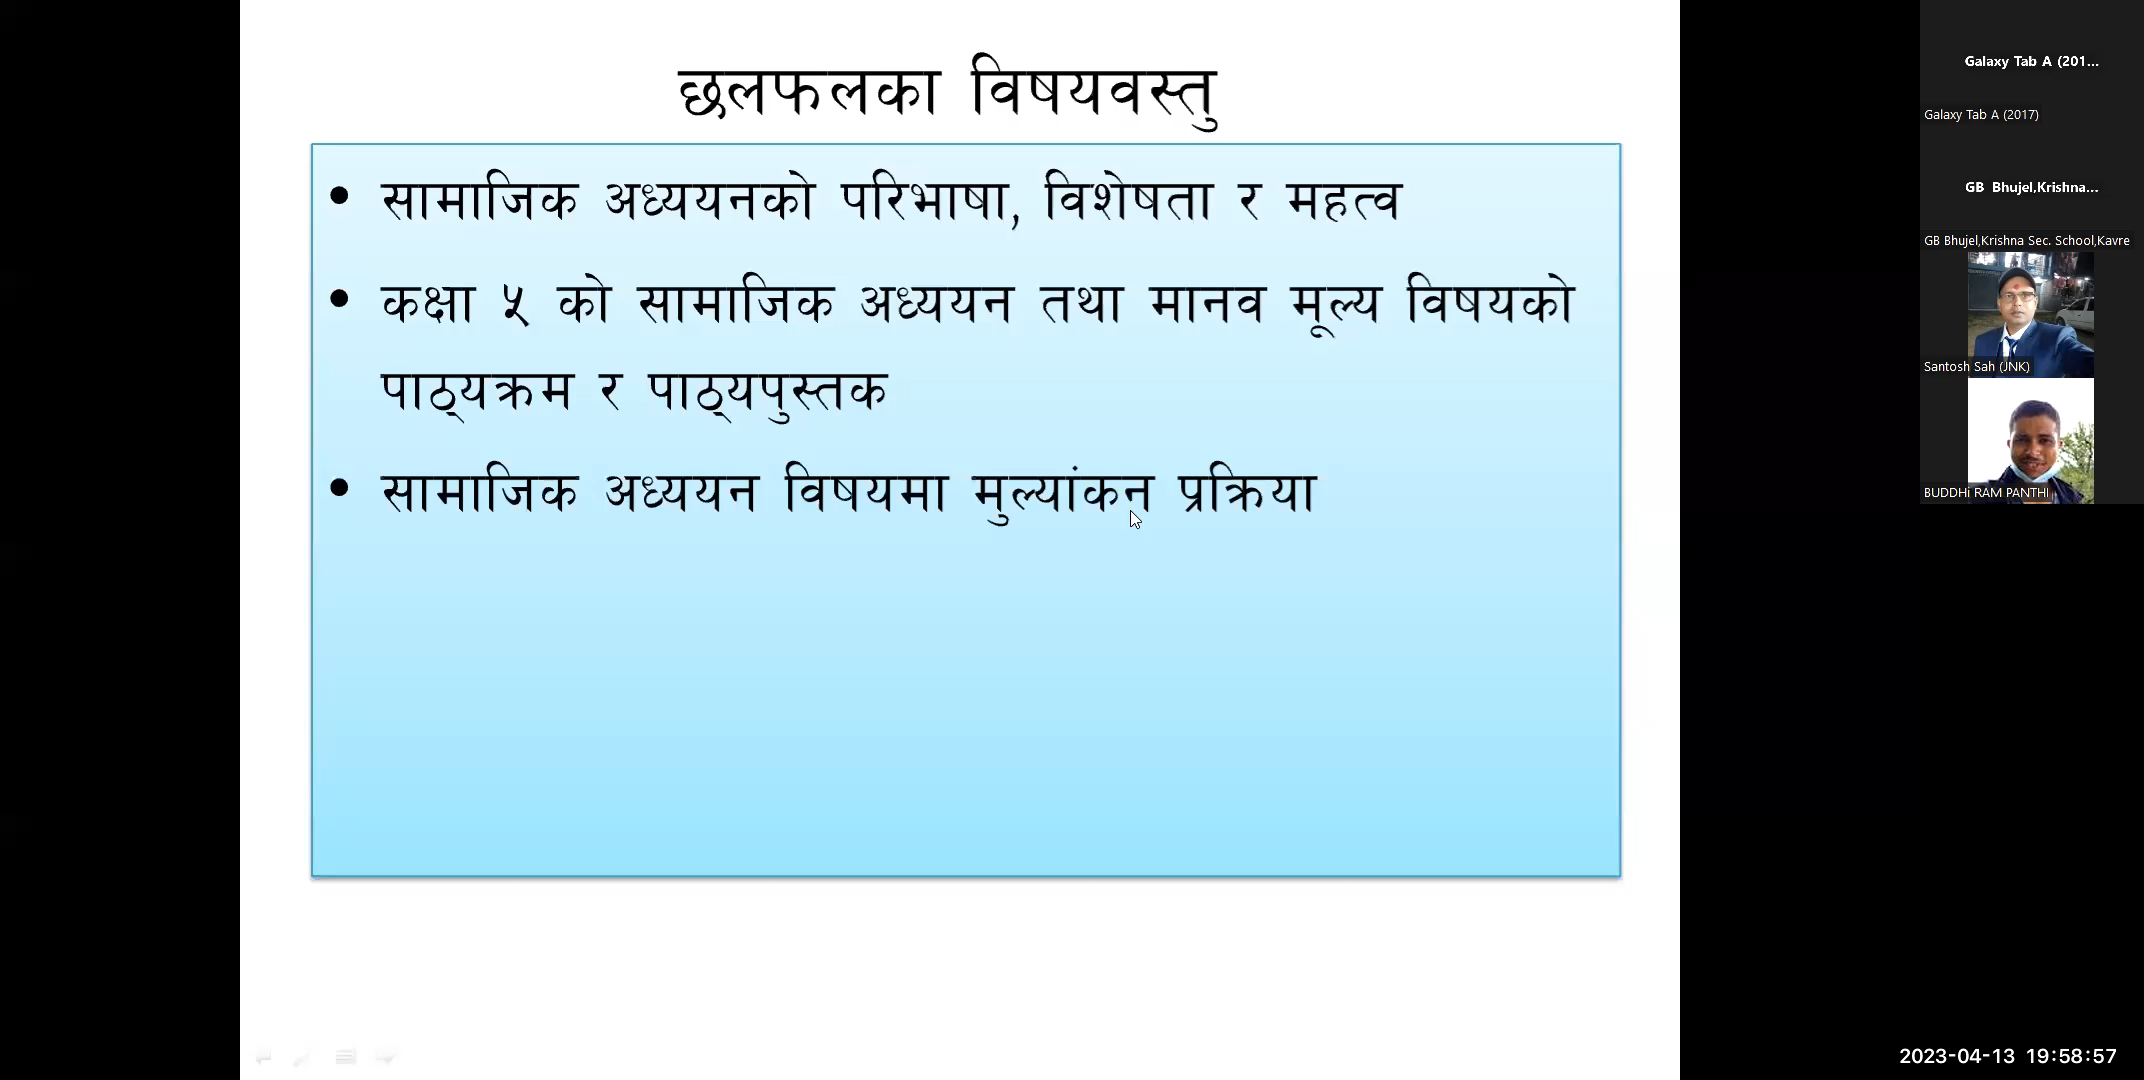 छलफलका विषयवस्तु
• सामाजिक अध्ययनको परिभाषा, विशेषता र महत्व
• कक्षा ५ को सामाजिक अध्ययन तथा मानव मूल्य विषयको
पाठ्यक्रम र पाठ्यपुस्तक
• सामाजिक अध्ययन विषयमा मुल्यांकन प्रक्रिया
Galaxy Tab A (201...
Galaxy Tab A (2017)
GB Bhujel,Krishna...
GB Bhujel,Krishna Sec. School,Kavre
Santosh Sah (JNK)
BUDDHi RAM PANTHI
2023-04-13 19:58:57